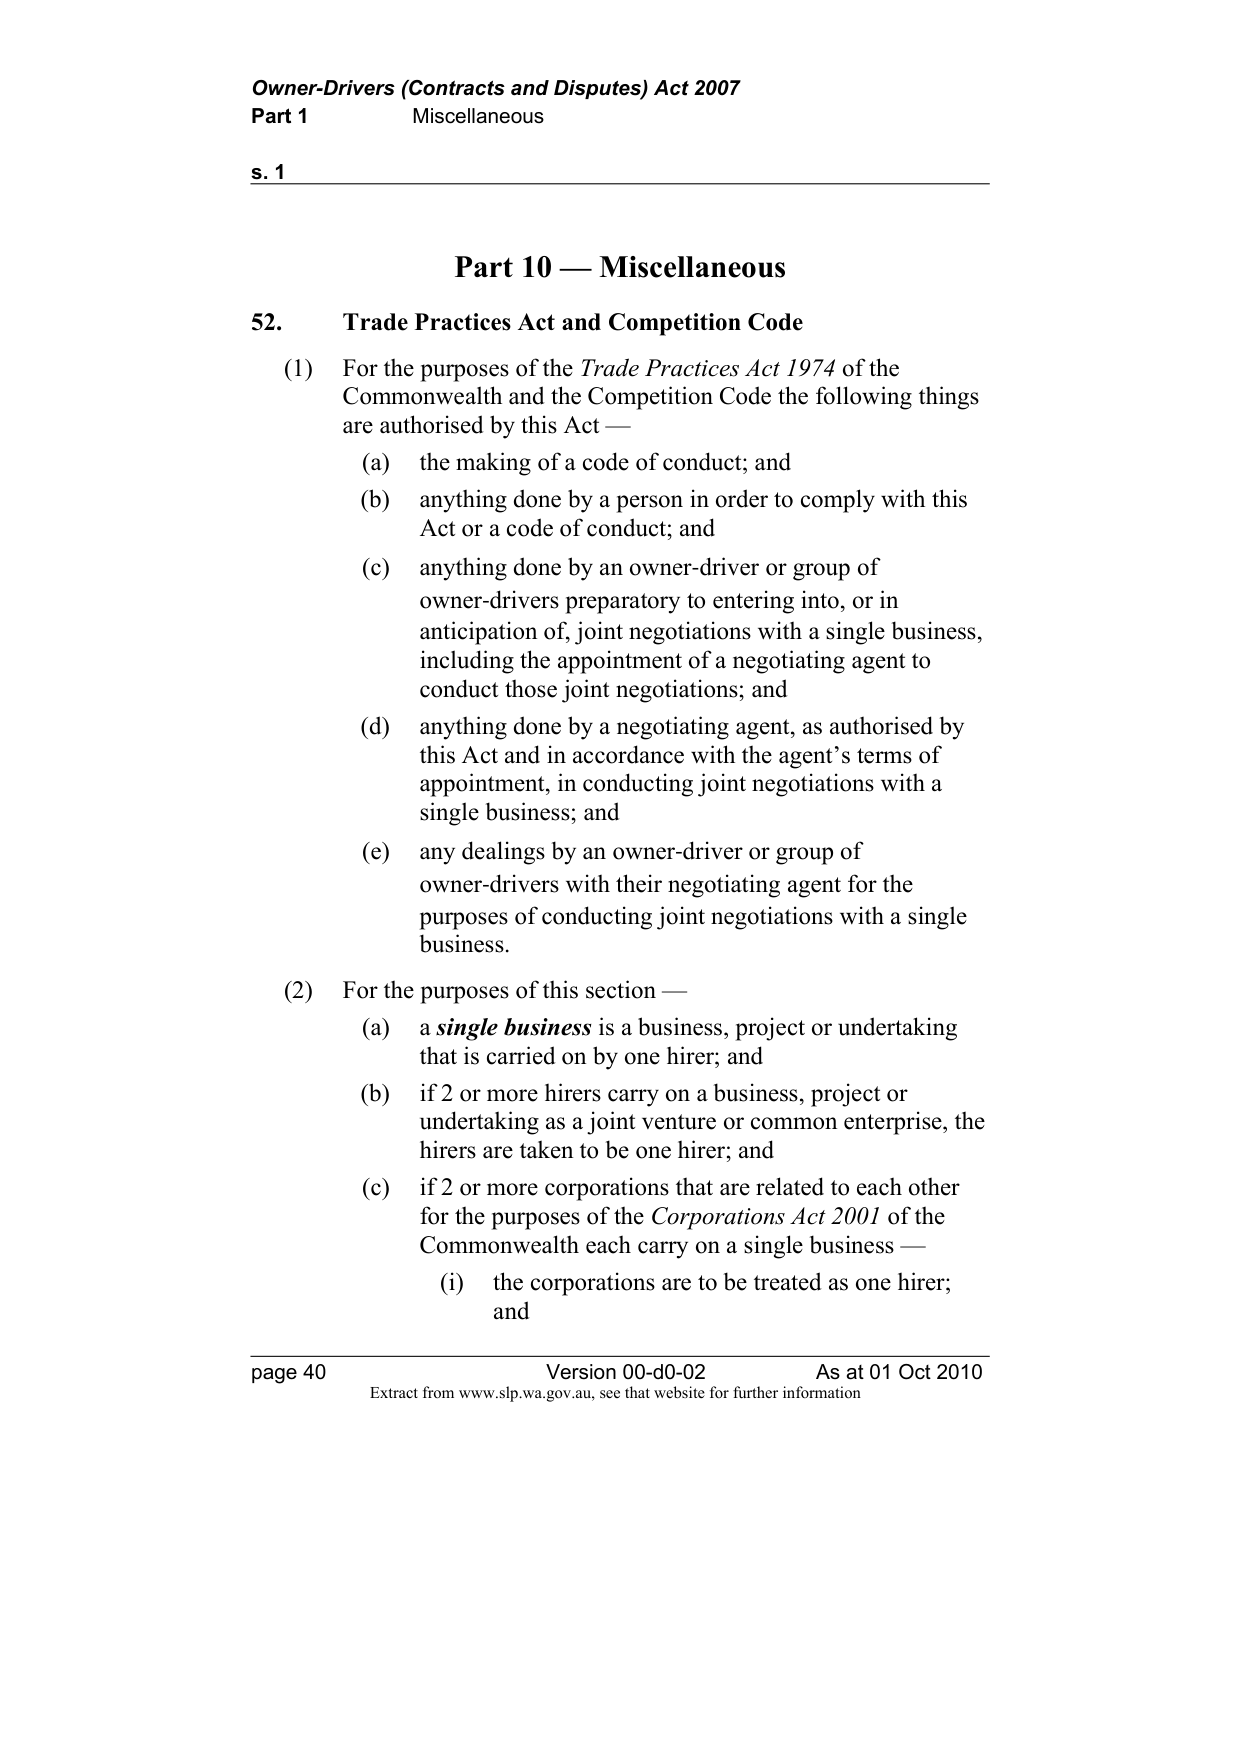 Owner-Drivers (Contracts and Disputes) Act 2007
Part 1 Miscellaneous
s. 1
Part 10 — Miscellaneous
52. Trade Practices Act and Competition Code
(1) For the purposes of the Trade Practices Act 1974 of the
Commonwealth and the Competition Code the following things
are authorised by this Act —
(a) the making of a code of conduct; and
(b) anything done by a person in order to comply with this
Act or a code of conduct; and
(c) anything done by an owner-driver or group of
owner-drivers preparatory to entering into, or in
anticipation of, joint negotiations with a single business,
including the appointment of a negotiating agent to
conduct those joint negotiations; and
(d) anything done by a negotiating agent, as authorised by
this Act and in accordance with the agent’s terms of
appointment, in conducting joint negotiations with a
single business; and
(e) any dealings by an owner-driver or group of
owner-drivers with their negotiating agent for the
purposes of conducting joint negotiations with a single
business.
(2) For the purposes of this section —
(a) a single business is a business, project or undertaking
that is carried on by one hirer; and
(b) if 2 or more hirers carry on a business, project or
undertaking as a joint venture or common enterprise, the
hirers are taken to be one hirer; and
(c) if 2 or more corporations that are related to each other
for the purposes of the Corporations Act 2001 of the
Commonwealth each carry on a single business —
(i) the corporations are to be treated as one hirer;
and
page 40 Version 00-d0-02 As at 01 Oct 2010
Extract from www.slp.wa.gov.au, see that website for further information